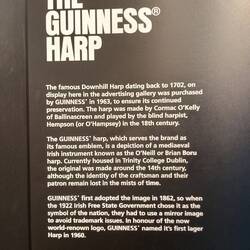 THE
GUINNESS®
HARP
The famous Downhill Harp dating back to 1702, on
display here in the advertising gallery was purchased
by GUINNESS® in 1963, to ensure its continued
preservation. The harp was made by Cormac O'Kelly
of Ballinascreen and played by the blind harpist,
Hempson (or O'Hampsey) in the 18th century.
The GUINNESS® harp, which serves the brand as
its famous emblem, is a depiction of a mediaeval
Irish instrument known as the O'Neill or Brian Boru
harp. Currently housed in Trinity College Dublin,
the original was made around the 14th century,
although the identity of the craftsman and their
patron remain lost in the mists of time.
GUINNESS® first adopted the image in 1862, so when
the 1922 Irish Free State Government chose it as the
symbol of the nation, they had to use a mirror image
to avoid trademark issues. In honour of the now
world-renown logo, GUINNESS® named it's first lager
Harp in 1960.